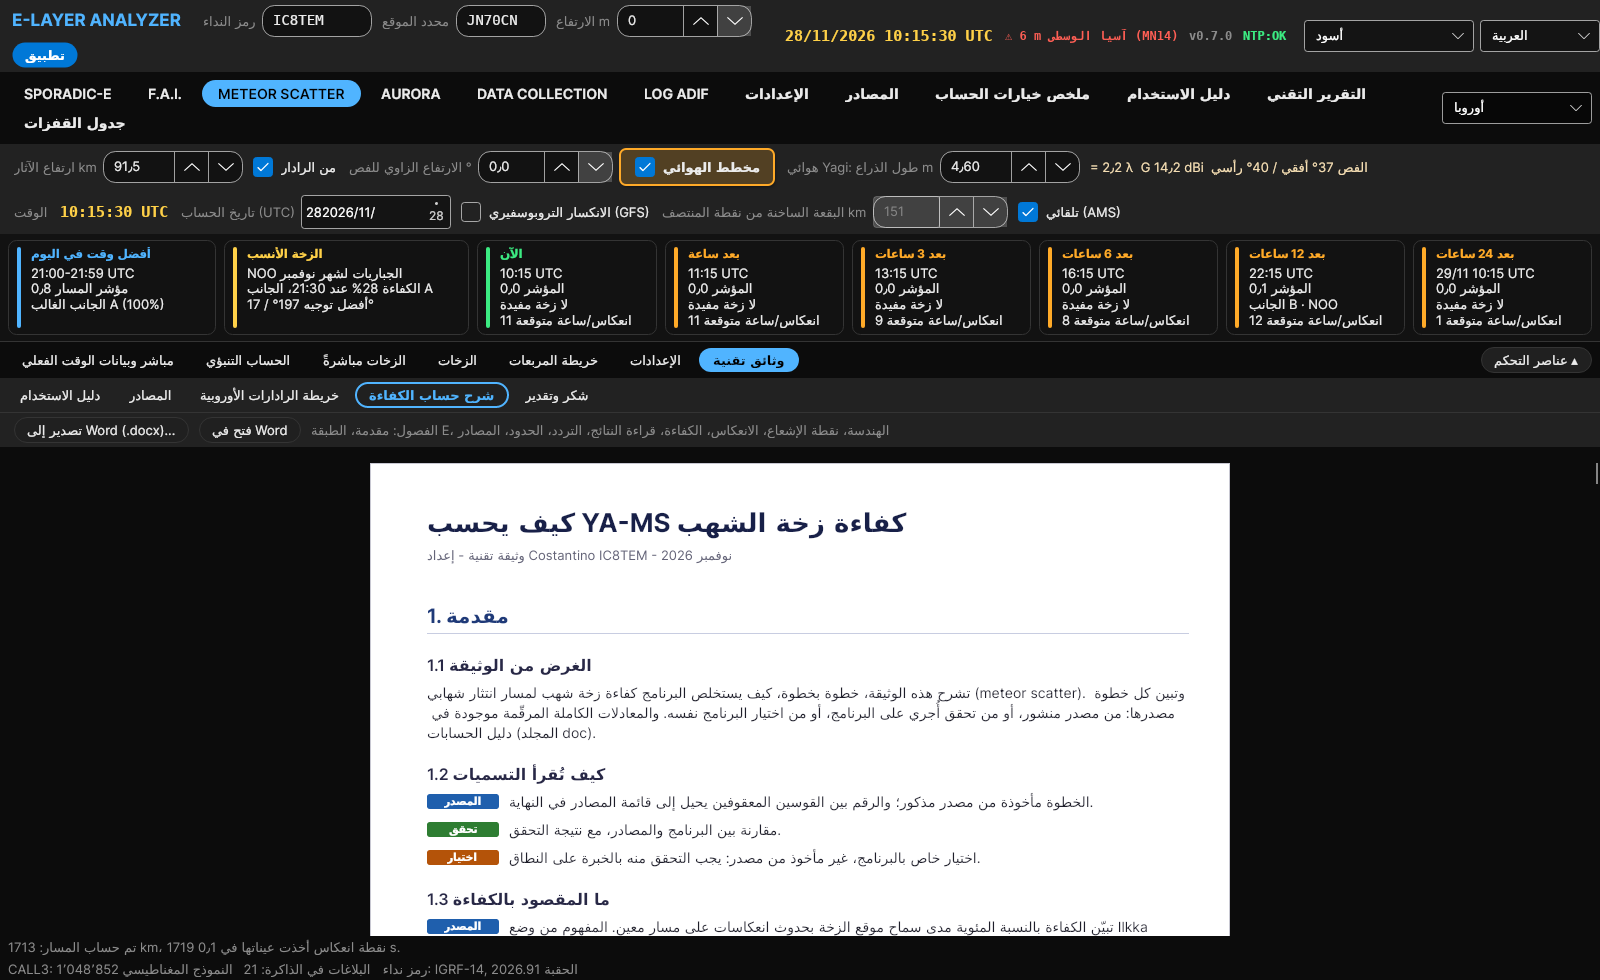 E-LAYER ANALYZER رمز النداء IC8TEM محدد الموقع JN70CN الارتفاع m 0
28/11/2026 10:15:30 UTC ⚠ 6 m آسيا الوسطى (MN14) v0.7.0 NTP:OK أسود العربية
تطبيق
SPORADIC-E F.A.I. METEOR SCATTER AURORA DATA COLLECTION LOG ADIF الإعدادات المصادر ملخص خيارات الحساب دليل الاستخدام التقرير التقني
أوروبا
جدول القفزات
ارتفاع الآثار km 91٫5 من الرادار الارتفاع الزاوي للفص ° 0٫0 مخطط الهوائي هوائي Yagi: طول الذراع m 4,60 = 2٫2 λ G 14٫2 dBi الفص 37° أفقي / 40° رأسي
الوقت 10:15:30 UTC تاريخ الحساب (UTC) 282026/11/ 28 الانكسار التروبوسفيري (GFS) البقعة الساخنة من نقطة المنتصف km 151 تلقائي (AMS)
أفضل وقت في اليوم
21:00-21:59 UTC
مؤشر المسار 0٫8
الجانب الغالب A (100%)
الزخة الأنسب
الجباريات لشهر نوفمبر NOO
الكفاءة 28% عند 21:30، الجانب A
أفضل توجيه 197° / 17°
الآن
10:15 UTC
المؤشر 0٫0
لا زخة مفيدة
انعكاس/ساعة متوقعة 11
بعد ساعة
11:15 UTC
المؤشر 0٫0
لا زخة مفيدة
انعكاس/ساعة متوقعة 11
بعد 3 ساعات
13:15 UTC
المؤشر 0٫0
لا زخة مفيدة
انعكاس/ساعة متوقعة 9
بعد 6 ساعات
16:15 UTC
المؤشر 0٫0
لا زخة مفيدة
انعكاس/ساعة متوقعة 8
بعد 12 ساعات
22:15 UTC
المؤشر 0٫1
الجانب B · NOO
انعكاس/ساعة متوقعة 12
بعد 24 ساعات
29/11 10:15 UTC
المؤشر 0٫0
لا زخة مفيدة
انعكاس/ساعة متوقعة 1
مباشر وبيانات الوقت الفعلي الحساب التنبؤي الزخات مباشرةً الزخات خريطة المربعات الإعدادات وثائق تقنية ▴ عناصر التحكم
دليل الاستخدام المصادر خريطة الرادارات الأوروبية شرح حساب الكفاءة شكر وتقدير
تصدير إلى Word (.docx)... فتح في Word الفصول: مقدمة، الطبقة E، الهندسة، نقطة الإشعاع، الانعكاس، الكفاءة، قراءة النتائج، التردد، الحدود، المصادر
كيف يحسب YA-MS كفاءة زخة الشهب
وثيقة تقنية - إعداد Costantino IC8TEM - نوفمبر 2026
1. مقدمة
1.1 الغرض من الوثيقة
تشرح هذه الوثيقة، خطوة بخطوة، كيف يستخلص البرنامج كفاءة زخة شهب لمسار انتثار شهابي (meteor scatter). وتبين كل خطوة
مصدرها: من مصدر منشور، أو من تحقق أُجري على البرنامج، أو من اختيار البرنامج نفسه. والمعادلات الكاملة المرقّمة موجودة في
دليل الحسابات (المجلد doc).
1.2 كيف تُقرأ التسميات
المصدر الخطوة مأخوذة من مصدر مذكور؛ والرقم بين القوسين المعقوفين يحيل إلى قائمة المصادر في النهاية.
تحقق مقارنة بين البرنامج والمصادر، مع نتيجة التحقق.
اختيار اختيار خاص بالبرنامج، غير مأخوذ من مصدر: يجب التحقق منه بالخبرة على النطاق.
1.3 ما المقصود بالكفاءة
المصدر تبيّن الكفاءة بالنسبة المئوية مدى سماح موقع الزخة بحدوث انعكاسات على مسار معين. المفهوم من وضع Ilkka
تم حساب المسار: 1713 km، 1719 نقطة انعكاس أخذت عيناتها في 0٫1 s.
CALL3: 1’048’852 رمز نداء البلاغات في الذاكرة: 21 النموذج المغناطيسي: IGRF-14, الحقبة 2026.91